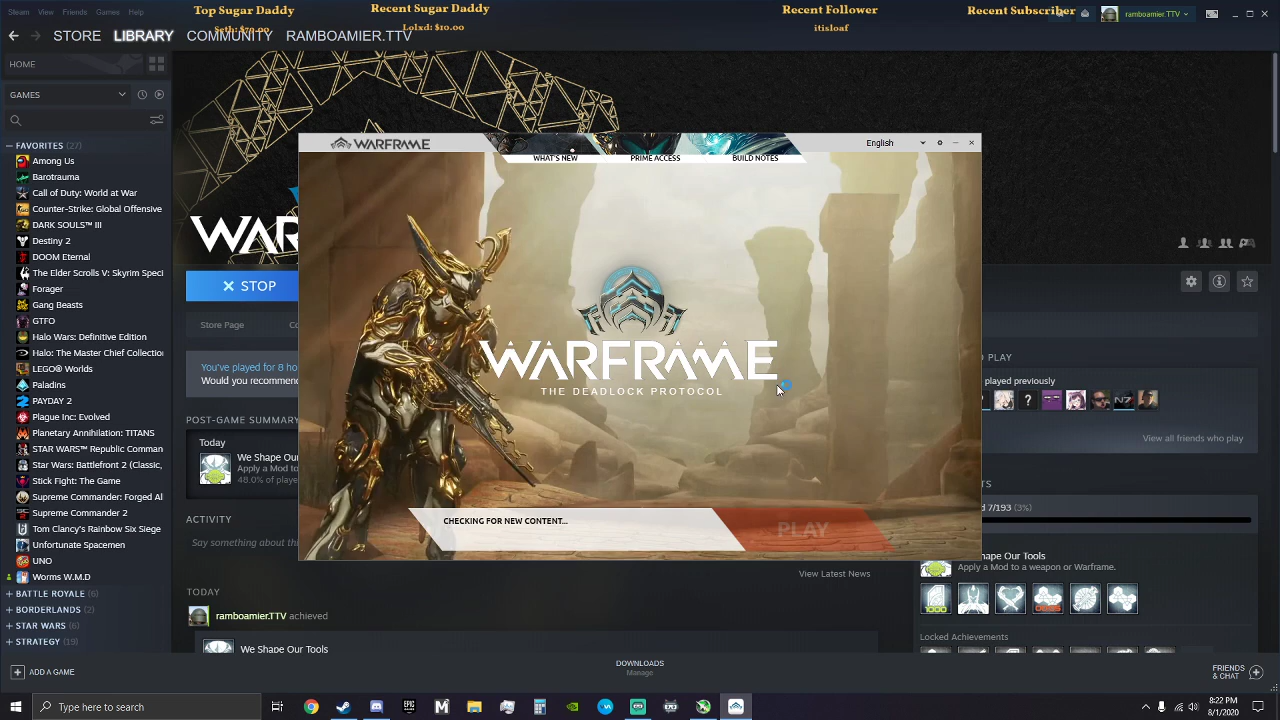 Steam View Friends Games Help
Top Sugar Daddy
Recent Sugar Daddy
Recent Follower
Recent Subscriber
ramboamier.TTV
Lolxd: $10.00
itisloaf
STORE LIBRARY COMMUNITY RAMBOAMIER.TTV
HOME
GAMES
FAVORITES (27)
Among Us
Barotrauma
Call of Duty: World at War
Counter-Strike: Global Offensive
DARK SOULS™ III
Destiny 2
DOOM Eternal
The Elder Scrolls V: Skyrim Speci
Forager
Gang Beasts
GTFO
Halo Wars: Definitive Edition
Halo: The Master Chief Collection
LEGO® Worlds
Paladins
PAYDAY 2
Plague Inc: Evolved
Planetary Annihilation: TITANS
STAR WARS™ Republic Comman
Star Wars: Battlefront 2 (Classic,
Stick Fight: The Game
Supreme Commander: Forged Al
Supreme Commander 2
Tom Clancy's Rainbow Six Siege
Unfortunate Spacemen
UNO
Worms W.M.D
BATTLE ROYALE (6)
BORDERLANDS (2)
STAR WARS (6)
STRATEGY (19)
ADD A GAME
STOP
Store Page
You've played for 8 ho
Would you recommend
POST-GAME SUMMARY
Today
We Shape Our
Apply a Mod to
48.0% of playe
ACTIVITY
Say something about thi
TODAY
ramboamier.TTV achieved
We Shape Our Tools
WARFRAME
WHAT'S NEW
PRIME ACCESS
BUILD NOTES
English
WARFRAME
THE DEADLOCK PROTOCOL
CHECKING FOR NEW CONTENT...
PLAY
View Latest News
O PLAY
played previously
View all friends who play
TS
d 7/193 (3%)
hape Our Tools
Apply a Mod to a weapon or Warframe.
Locked Achievements
DOWNLOADS
Manage
FRIENDS
& CHAT
Type here to search
8:22 PM
8/1/2020